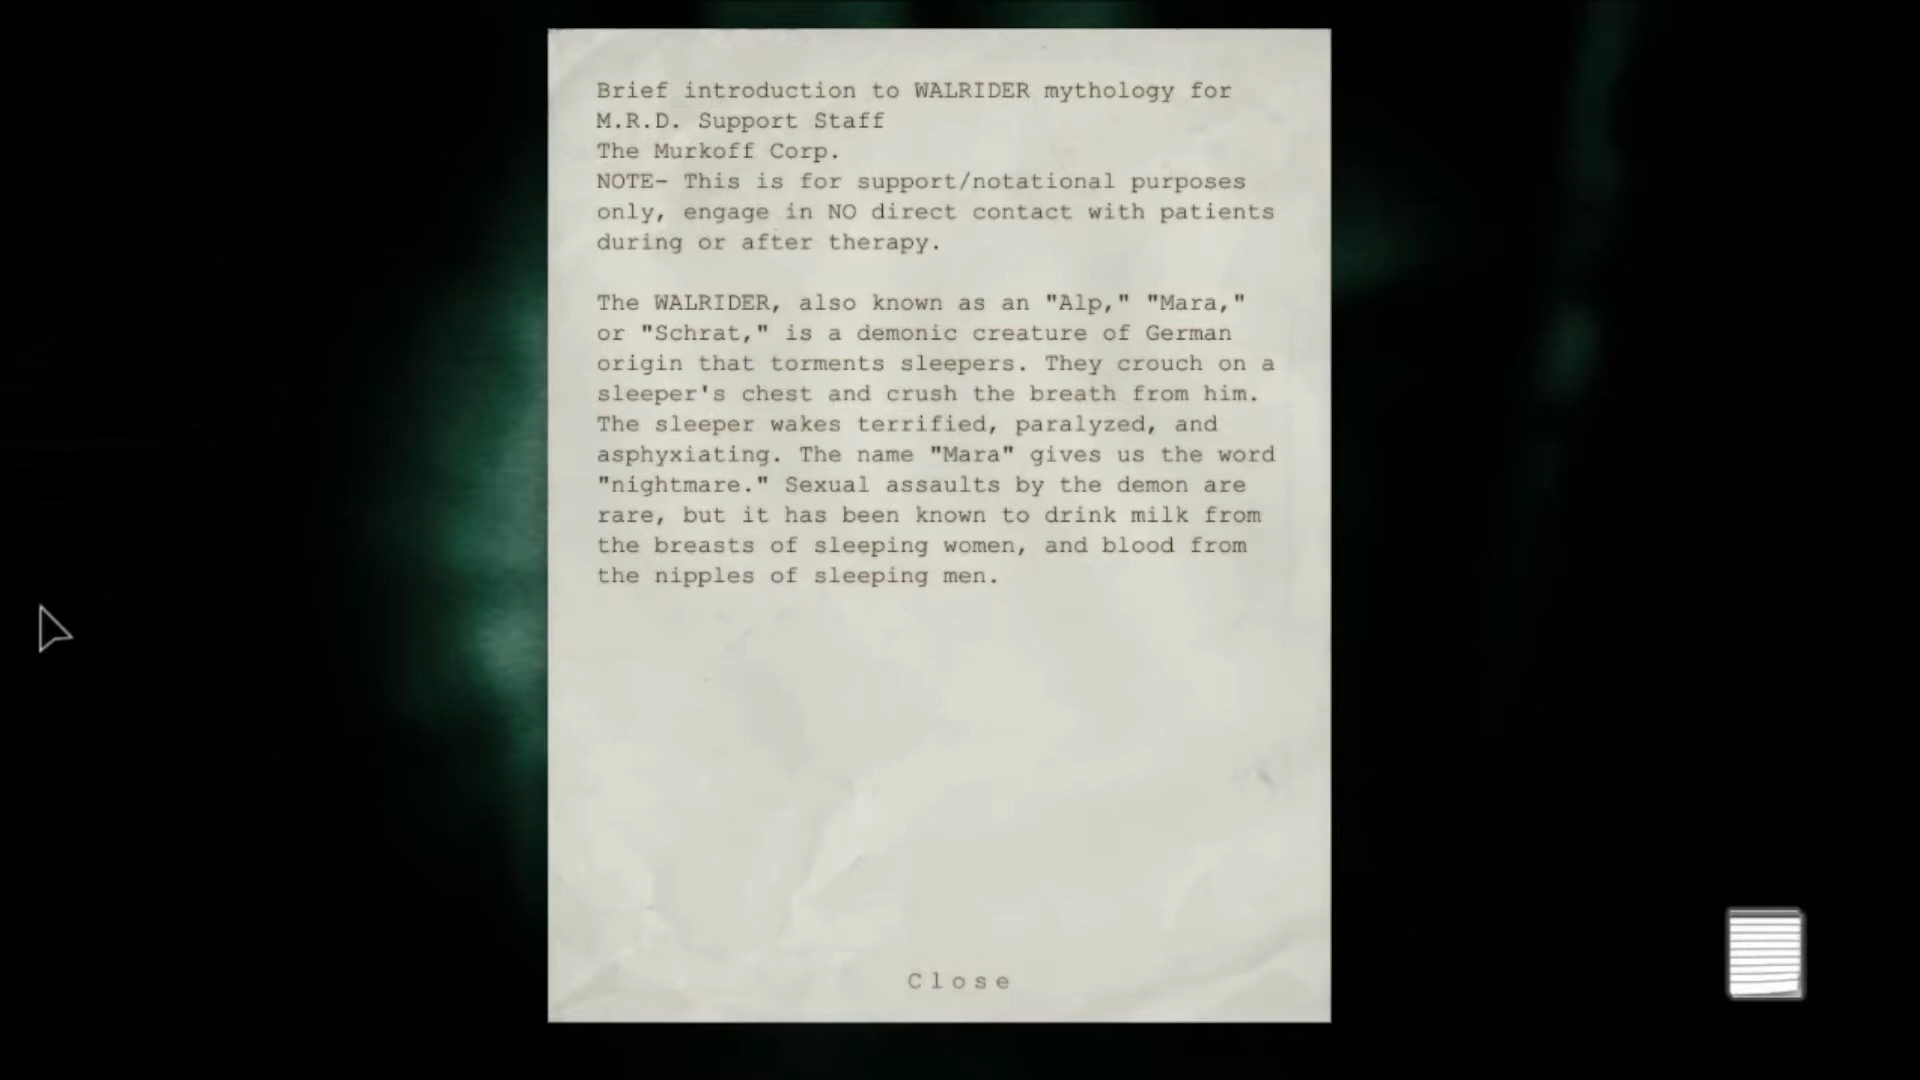 Brief introduction to WALRIDER mythology for
M.R.D. Support Staff
The Murkoff Corp.
NOTE- This is for support/notational purposes
only, engage in NO direct contact with patients
during or after therapy.
The WALRIDER, also known as an "Alp," "Mara,"
or "Schrat," is a demonic creature of German
origin that torments sleepers. They crouch on a
sleeper's chest and crush the breath from him.
The sleeper wakes terrified, paralyzed, and
asphyxiating. The name "Mara" gives us the word
"nightmare." Sexual assaults by the demon are
rare, but it has been known to drink milk from
the breasts of sleeping women, and blood from
the nipples of sleeping men.
Close